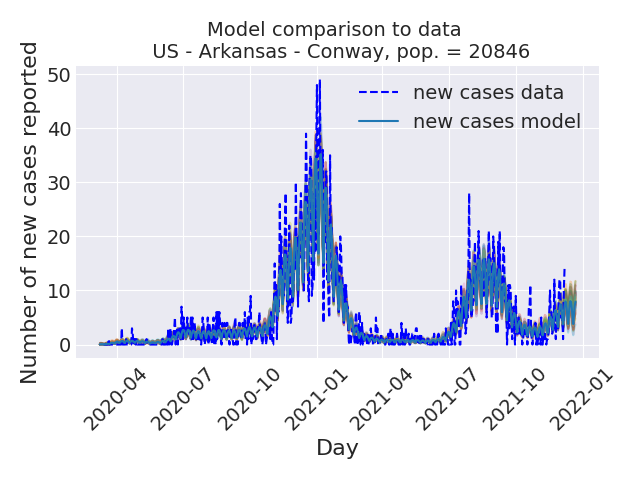 Model comparison to data
US - Arkansas - Conway, pop. = 20846
Number of new cases reported
50
40
30
20
10
0
new cases data
new cases model
2020-04
2020-07
2020-10
2021-01
2021-04
2021-07
2021-10
2022-01
Day